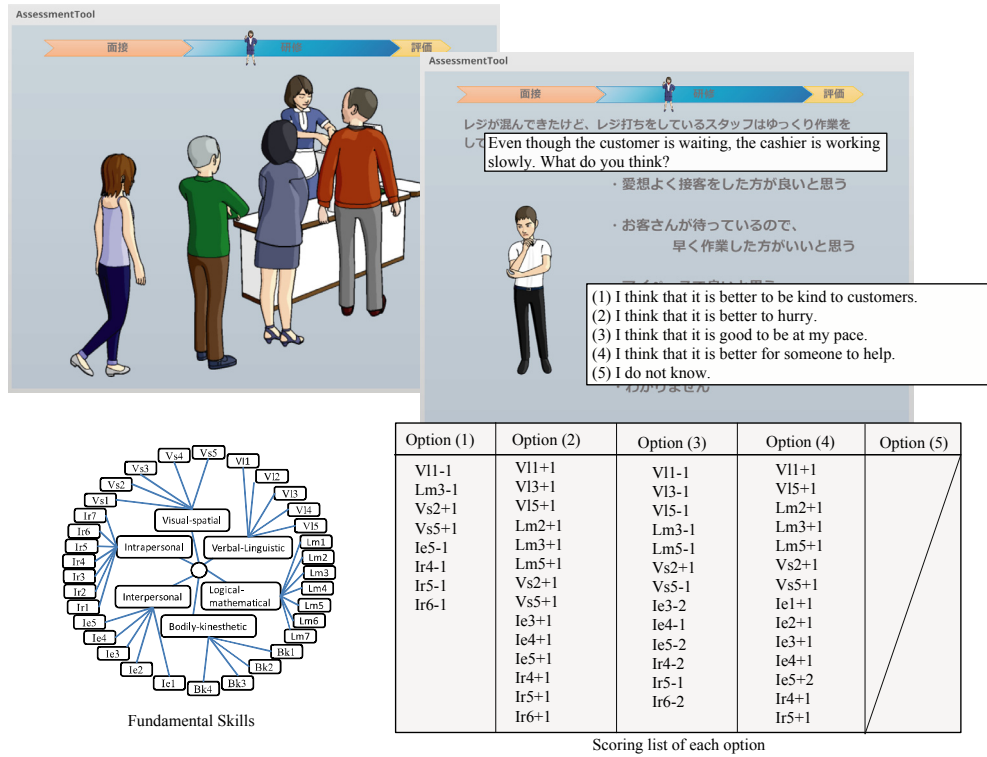 AssessmentTool
面接
研修
評価
AssessmentTool
面接
研修
評価
レジが混んできたけど、レジ打ちをしているスタッフはゆっくり作業を
して
Even though the customer is waiting, the cashier is working
slowly. What do you think?
・愛想よく接客をした方が良いと思う
・お客さんが待っているので、
早く作業した方がいいと思う
(1) I think that it is better to be kind to customers.
(2) I think that it is better to hurry.
(3) I think that it is good to be at my pace.
(4) I think that it is better for someone to help.
(5) I do not know.
・わかりません
Vs5
Vs4
Vs3
Vs2
Vs1
Vl1
Vl2
Vl3
Vl4
Vl5
Ir7
Ir6
Ir5
Ir4
Ir3
Ir2
Ir1
Lm1
Lm2
Lm3
Lm4
Lm5
Lm6
Lm7
Ie5
Ie4
Ie3
Ie2
Ie1
Bk4
Bk3
Bk2
Bk1
Visual-spatial
Intrapersonal
Verbal-Linguistic
Interpersonal
Logical-
mathematical
Bodily-kinesthetic
Fundamental Skills
Option (1)
Vl1-1
Lm3-1
Vs2+1
Vs5+1
Ie5-1
Ir4-1
Ir5-1
Ir6-1
Option (2)
Vl1+1
Vl3+1
Vl5+1
Lm2+1
Lm3+1
Lm5+1
Vs2+1
Vs5+1
Ie3+1
Ie4+1
Ie5+1
Ir4+1
Ir5+1
Ir6+1
Option (3)
Vl1-1
Vl3-1
Vl5-1
Lm3-1
Lm5-1
Vs2+1
Vs5-1
Ie3-2
Ie4-1
Ie5-2
Ir4-2
Ir5-1
Ir6-2
Option (4)
Vl1+1
Vl5+1
Lm2+1
Lm3+1
Lm5+1
Vs2+1
Vs5+1
Ie1+1
Ie2+1
Ie3+1
Ie4+1
Ie5+2
Ir4+1
Ir5+1
Option (5)
Scoring list of each option